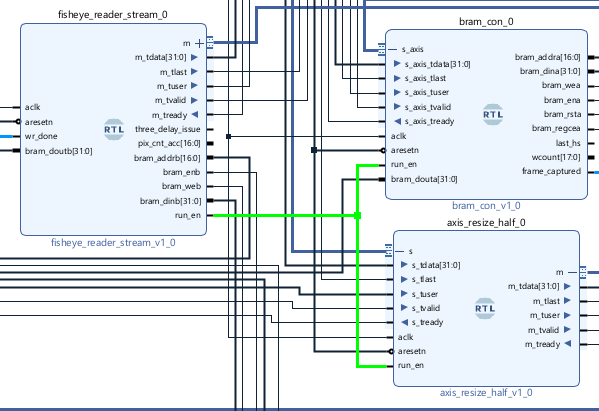 fisheye_reader_stream_0
m
m_tdata[31:0]
m_tlast
m_tuser
m_tvalid
m_tready
aclk
three_delay_issue
aresetn
pix_cnt_acc[16:0]
wr_done
bram_addrb[16:0]
bram_doutb[31:0]
bram_enb
bram_web
bram_dinb[31:0]
run_en
RTL
fisheye_reader_stream_v1_0
bram_con_0
s_axis
s_axis_tdata[31:0]
s_axis_tlast
s_axis_tuser
s_axis_tvalid
s_axis_tready
aclk
aresetn
run_en
bram_douta[31:0]
RTL
bram_addra[16:0]
bram_dina[31:0]
bram_wea
bram_ena
bram_rsta
bram_regcea
last_hs
wcount[17:0]
frame_captured
bram_con_v1_0
axis_resize_half_0
s
s_tdata[31:0]
s_tlast
s_tuser
s_tvalid
s_tready
aclk
aresetn
run_en
RTL
m
m_tdata[31:0]
m_tlast
m_tuser
m_tvalid
m_tready
axis_resize_half_v1_0